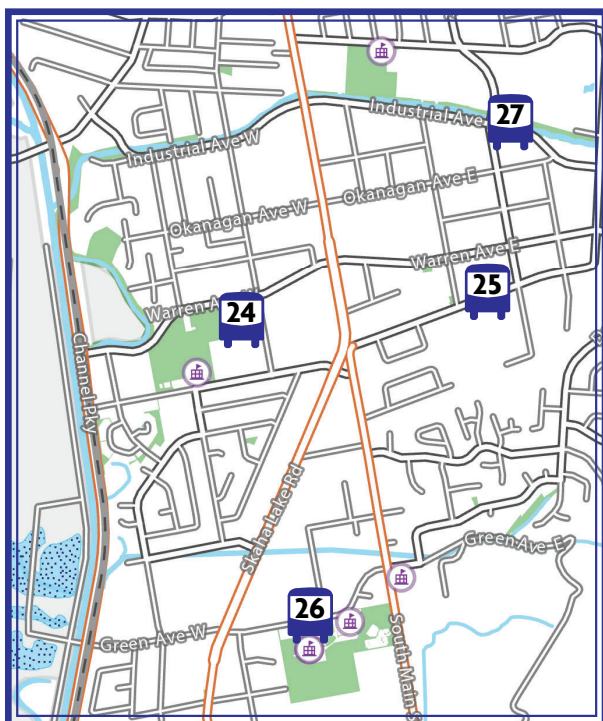 27
Industrial Ave
Industrial Ave W
Okanagan Ave E
Okanagan Ave W
Warren Ave E
25
Warren Ave W
24
Channel Pky
Skaha Lake Rd
Green Ave E
26
Green Ave W
South Main S